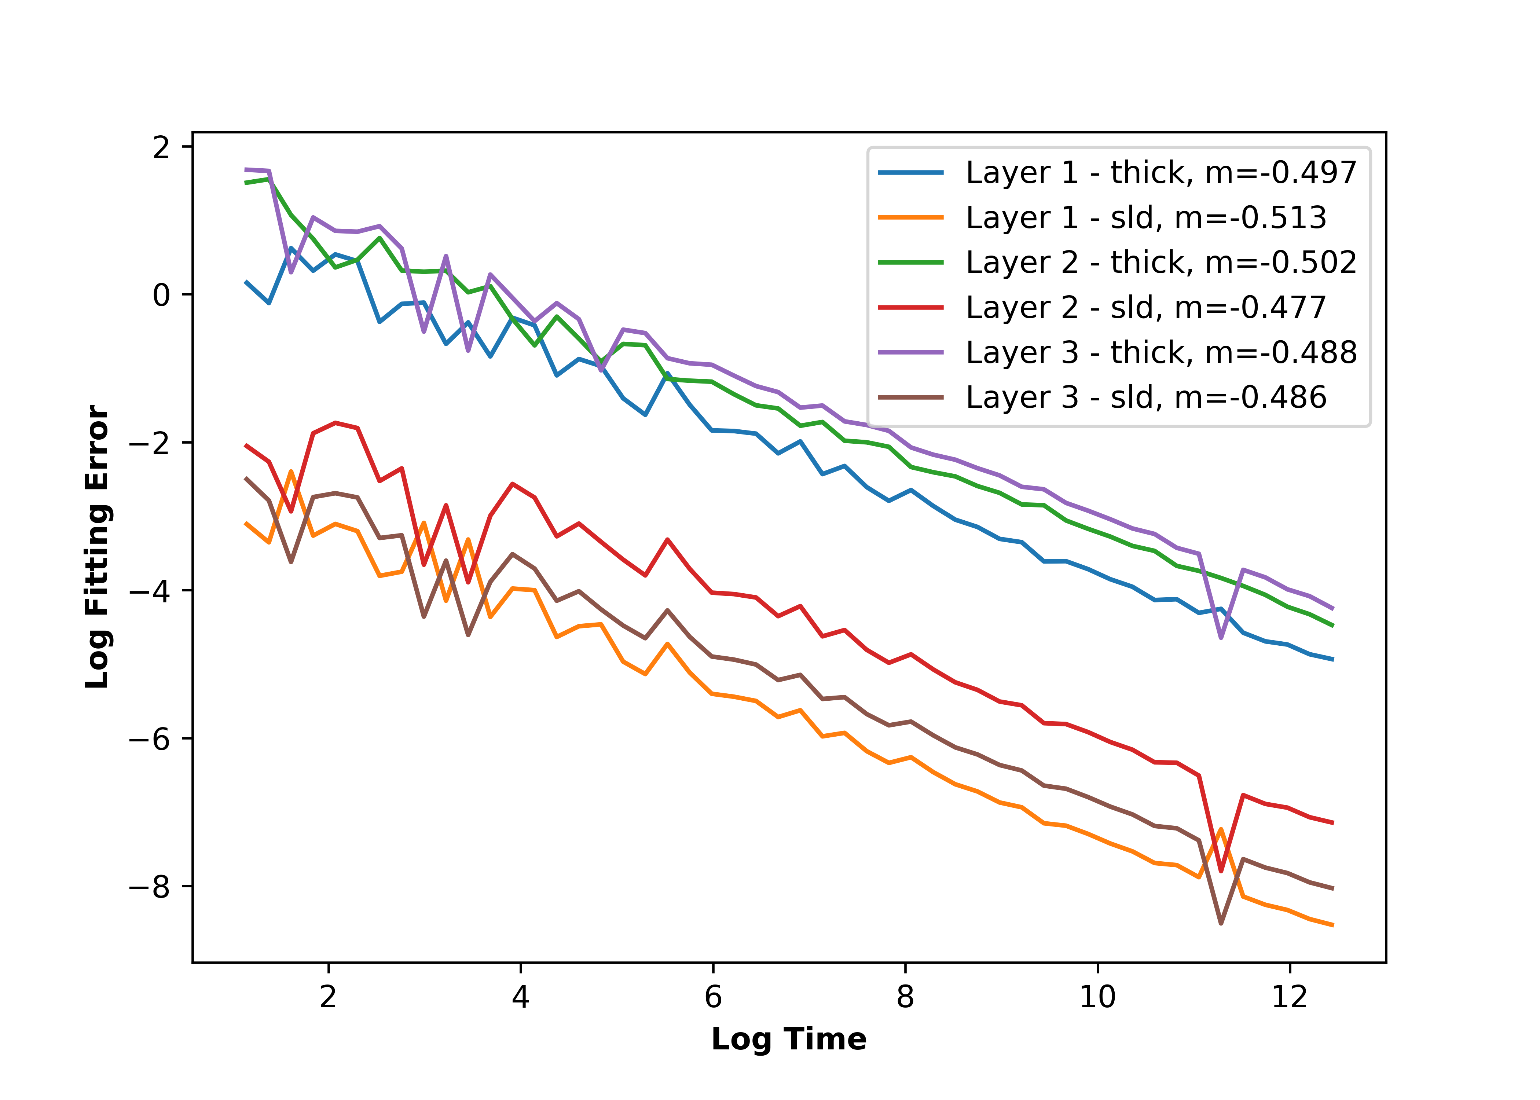 2
0
−2
−4
−6
−8
Log Fitting Error
Layer 1 - thick, m=-0.497
Layer 1 - sld, m=-0.513
Layer 2 - thick, m=-0.502
Layer 2 - sld, m=-0.477
Layer 3 - thick, m=-0.488
Layer 3 - sld, m=-0.486
2 4 6 8 10 12
Log Time